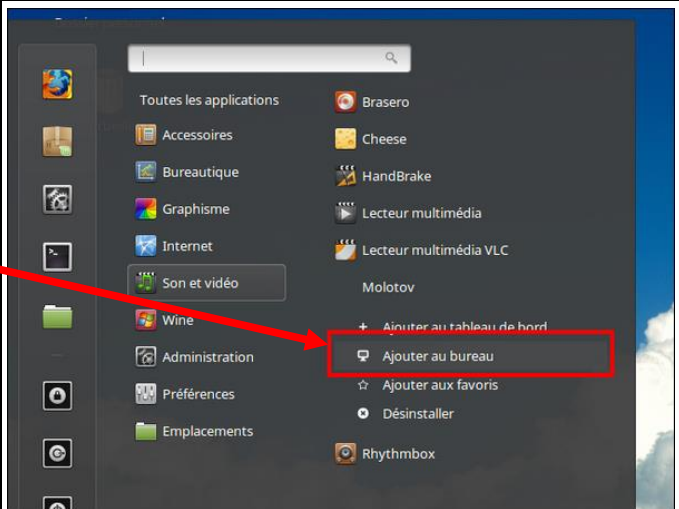 Toutes les applications
Accessoires
Bureautique
Graphisme
Internet
Son et vidéo
Wine
Administration
Préférences
Emplacements
Brasero
Cheese
HandBrake
Lecteur multimédia
Lecteur multimédia VLC
Molotov
Ajouter au tableau de bord
Ajouter au bureau
Ajouter aux favoris
Désinstaller
Rhythmbox